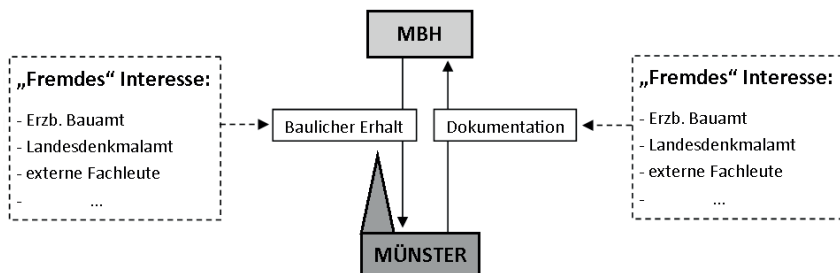 MBH
„Fremdes“ Interesse:
- Erzb. Bauamt
- Landesdenkmalamt
- externe Fachleute
- ...
Baulicher Erhalt
Dokumentation
„Fremdes“ Interesse:
- Erzb. Bauamt
- Landesdenkmalamt
- externe Fachleute
- ...
MÜNSTER